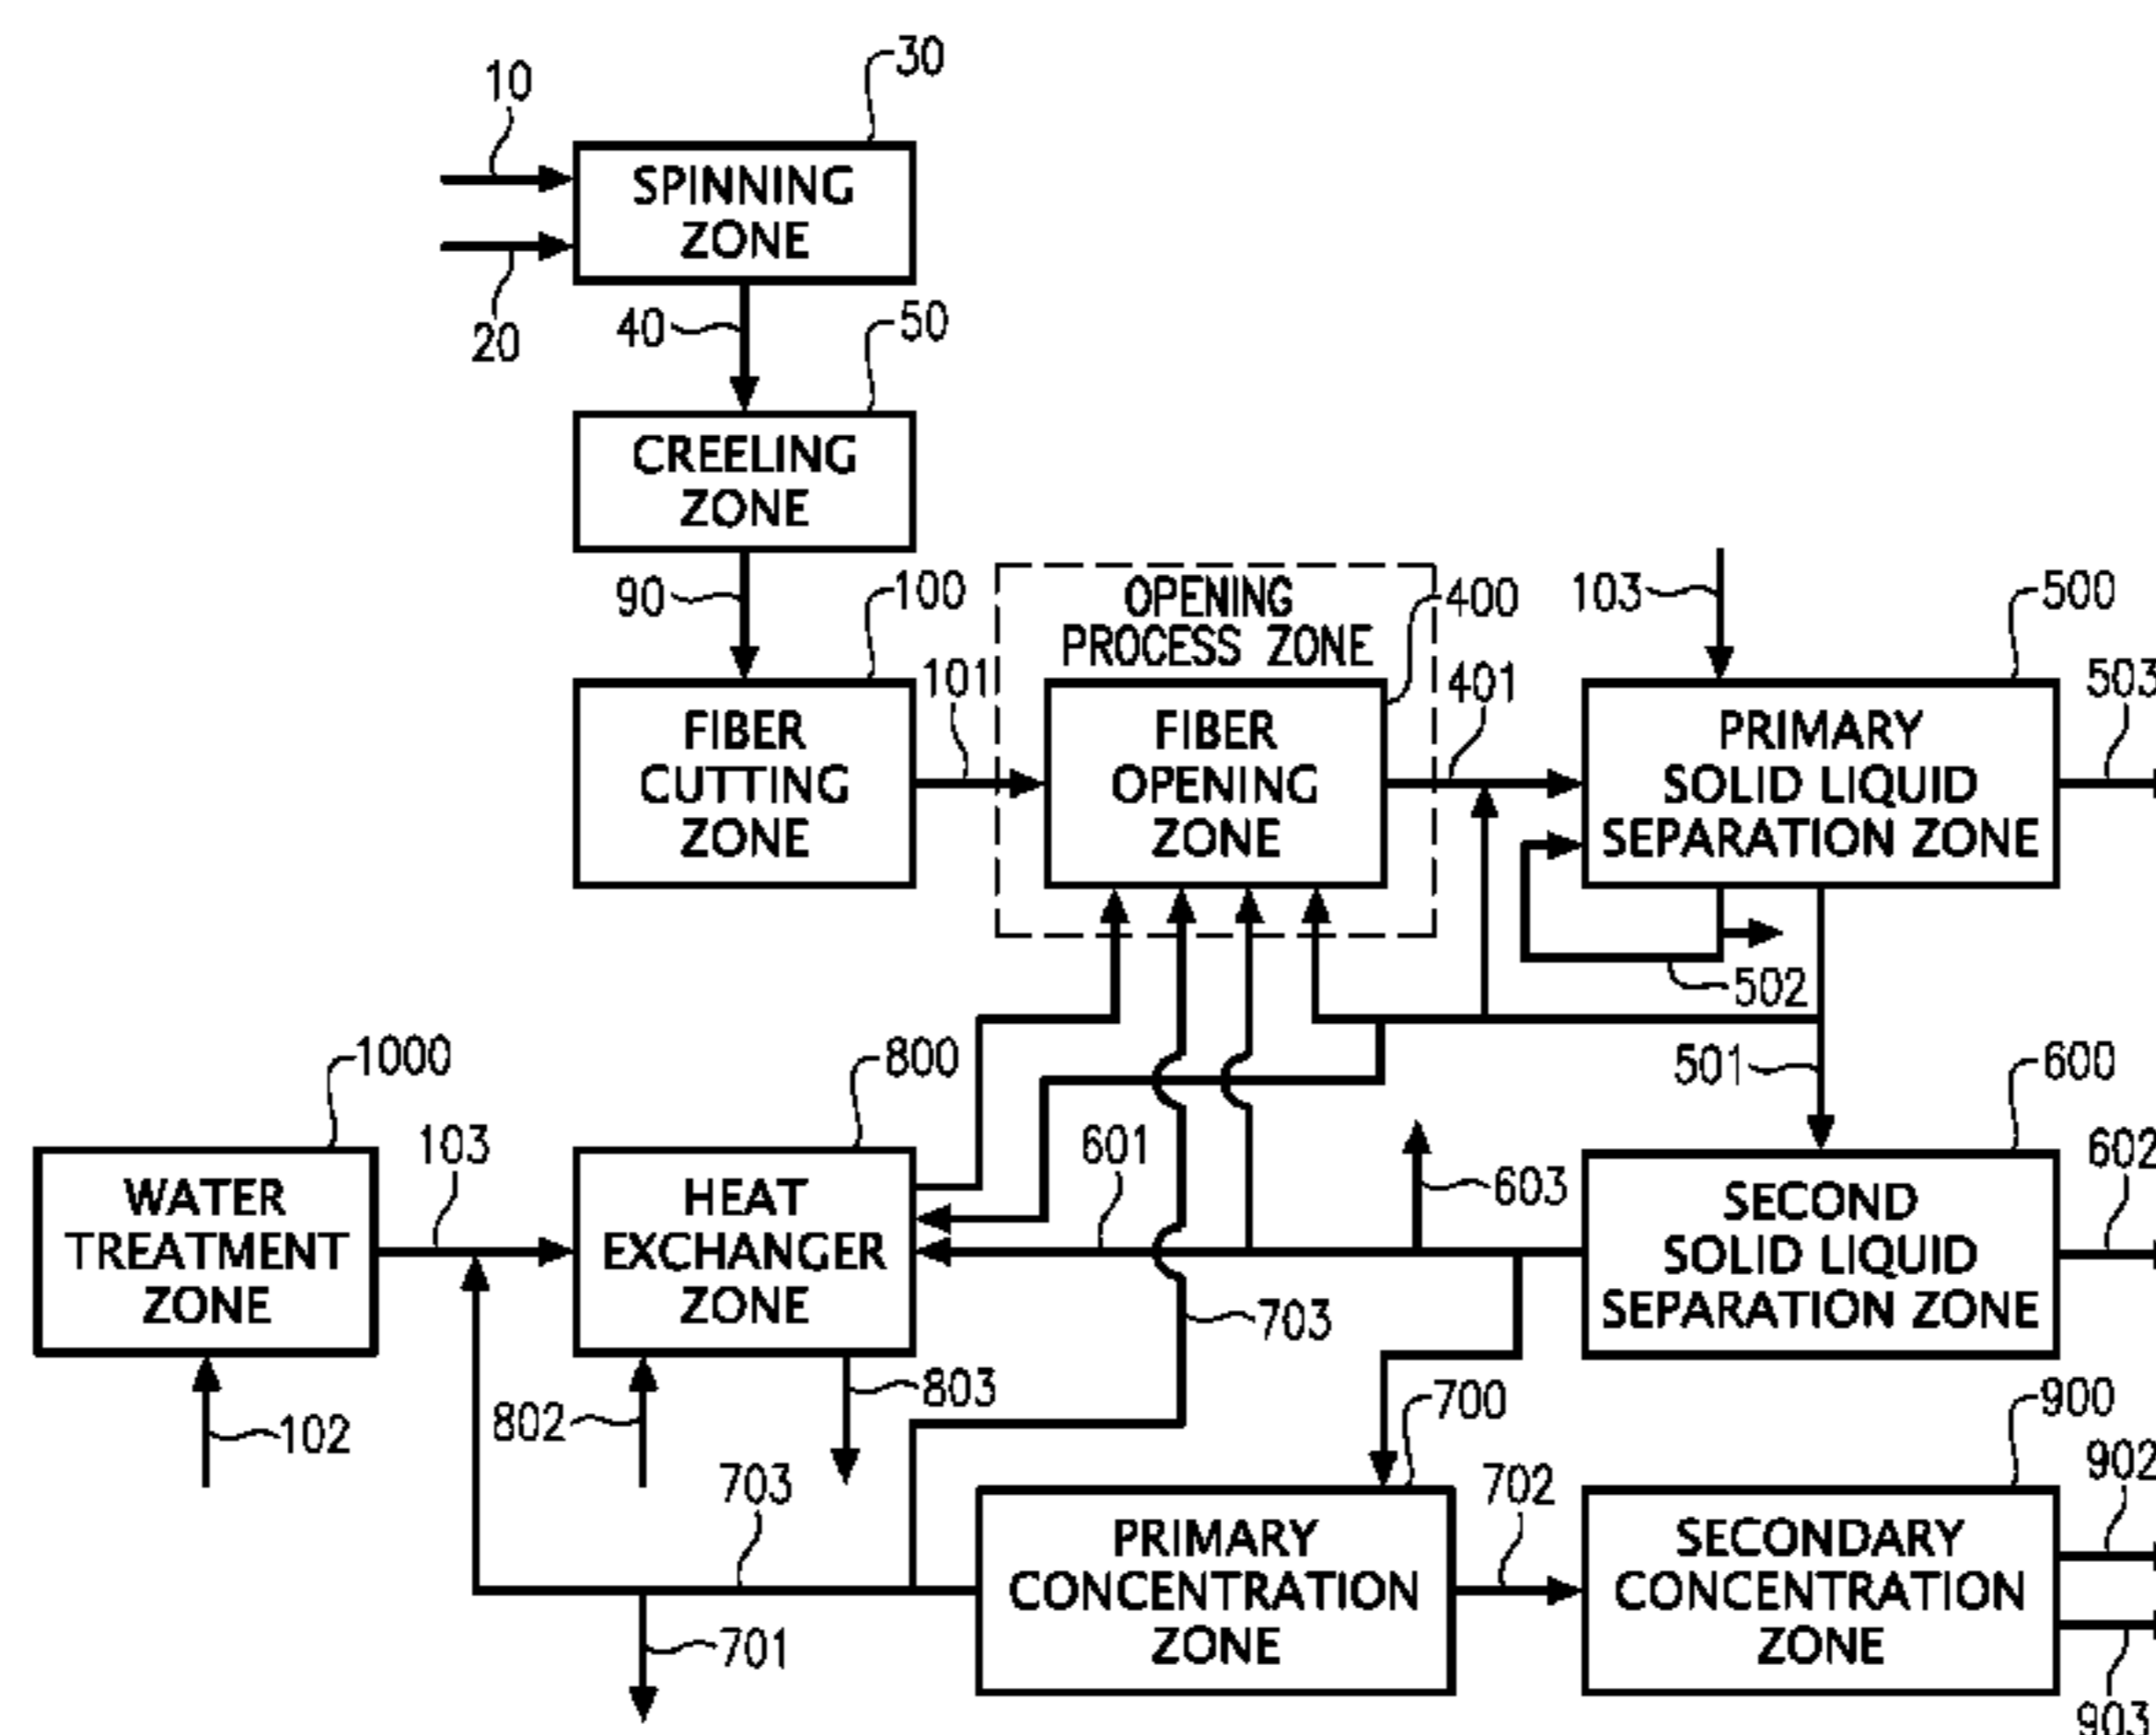 10
30
SPINNING
ZONE
20
40
50
CREELING
ZONE
90
100
FIBER
CUTTING
ZONE
101
OPENING
PROCESS ZONE
400
FIBER
OPENING
ZONE
401
103
500
PRIMARY
SOLID LIQUID
SEPARATION ZONE
503
502
501
1000
WATER
TREATMENT
ZONE
102
103
800
HEAT
EXCHANGER
ZONE
802
803
601
603
600
SECOND
SOLID LIQUID
SEPARATION ZONE
602
703
703
701
700
PRIMARY
CONCENTRATION
ZONE
702
900
SECONDARY
CONCENTRATION
ZONE
902
903